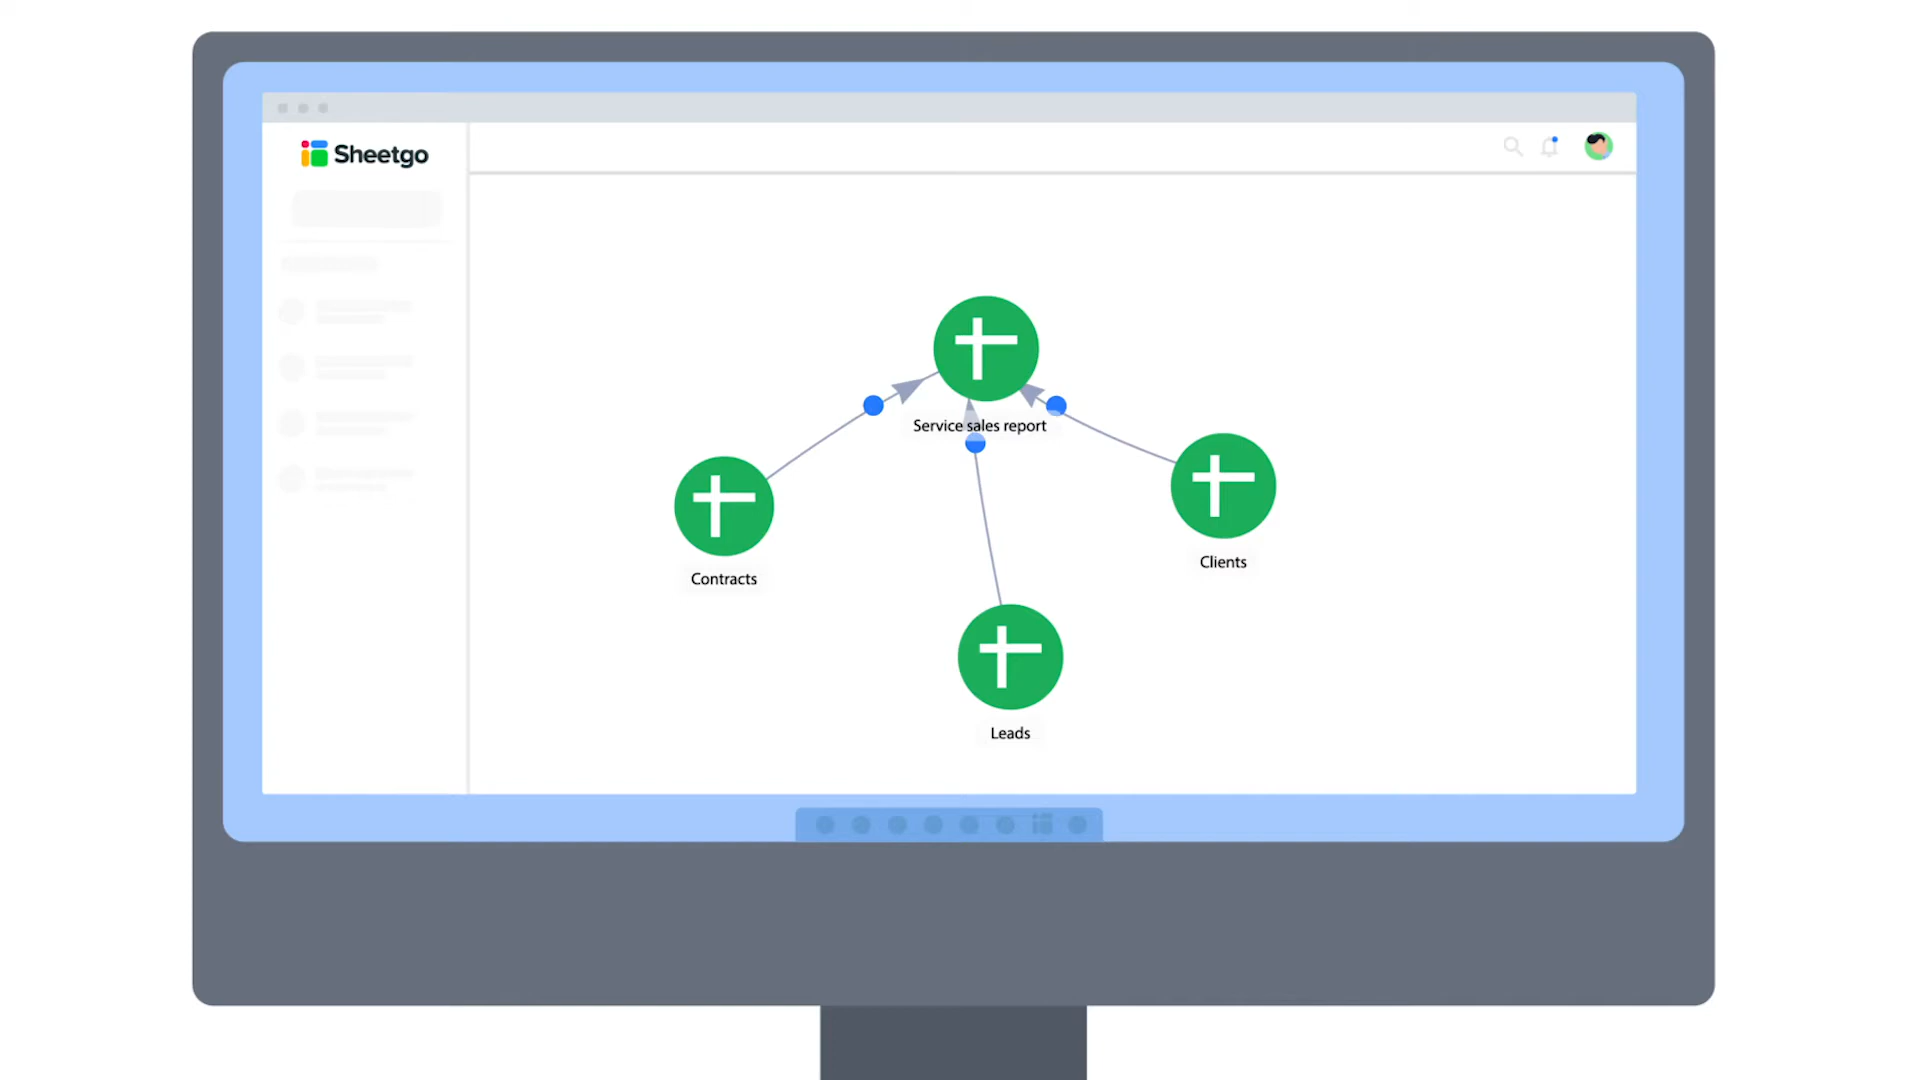 Sheetgo
Service sales report
Contracts
Clients
Leads